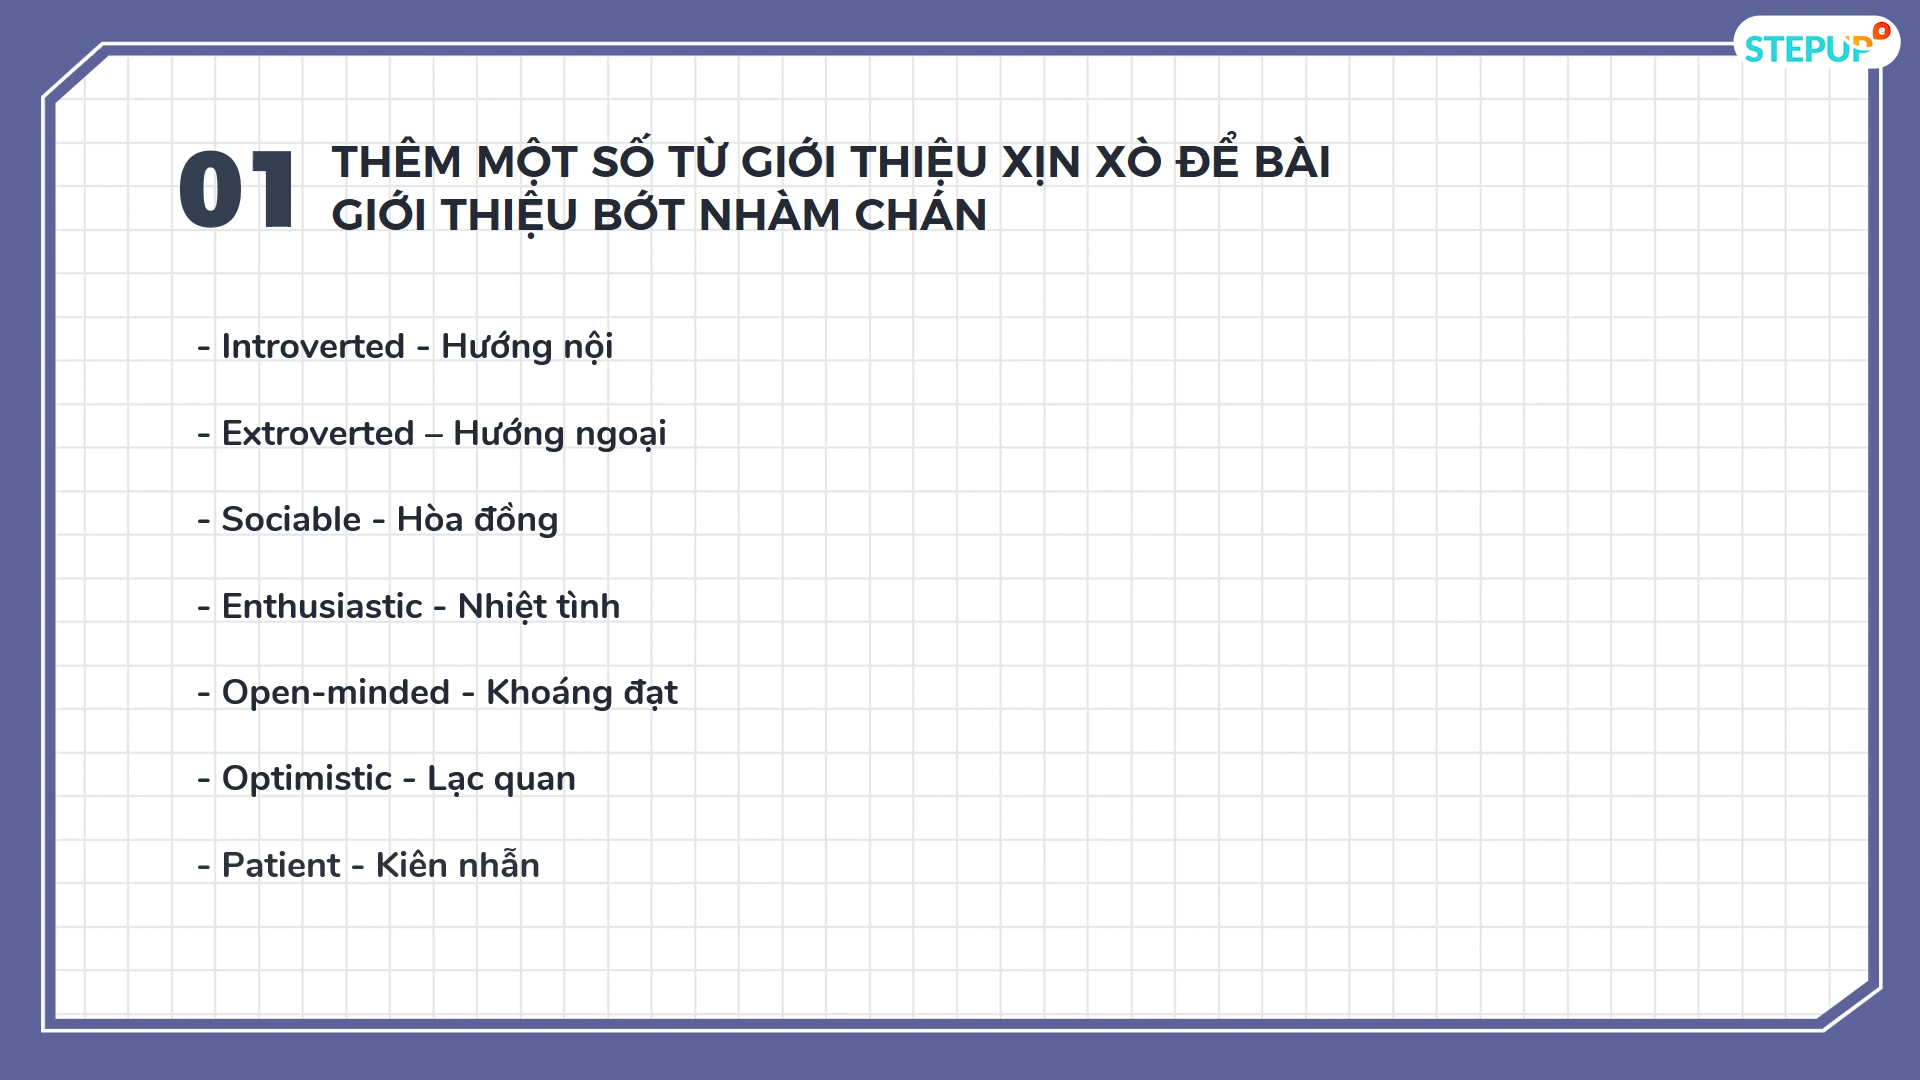 STEPUP
01
THÊM MỘT SỐ TỪ GIỚI THIỆU XỊN XÒ ĐỂ BÀI
GIỚI THIỆU BỚT NHÀM CHÁN
- Introverted - Hướng nội
- Extroverted – Hướng ngoại
- Sociable - Hòa đồng
- Enthusiastic - Nhiệt tình
- Open-minded - Khoáng đạt
- Optimistic - Lạc quan
- Patient - Kiên nhẫn